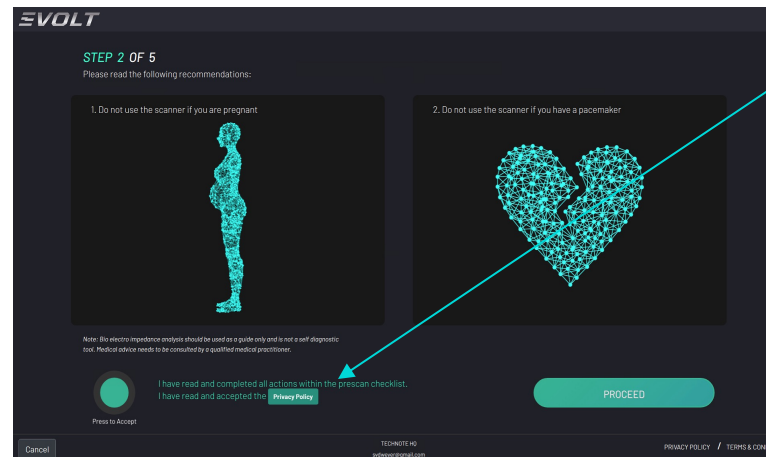 EVOLT
STEP 2 OF 5
Please read the following recommendations:
1. Do not use the scanner if you are pregnant
2. Do not use the scanner if you have a pacemaker
Note: Bio electro impedance analysis should be used as a guide only and is not a self diagnostic
tool. Medical advice needs to be consulted by a qualified medical practitioner.
I have read and completed all actions within the prescan checklist.
I have read and accepted the Privacy Policy
Press to Accept
PROCEED
Cancel
TECHNOTE HQ
PRIVACY POLICY / TERMS & CON